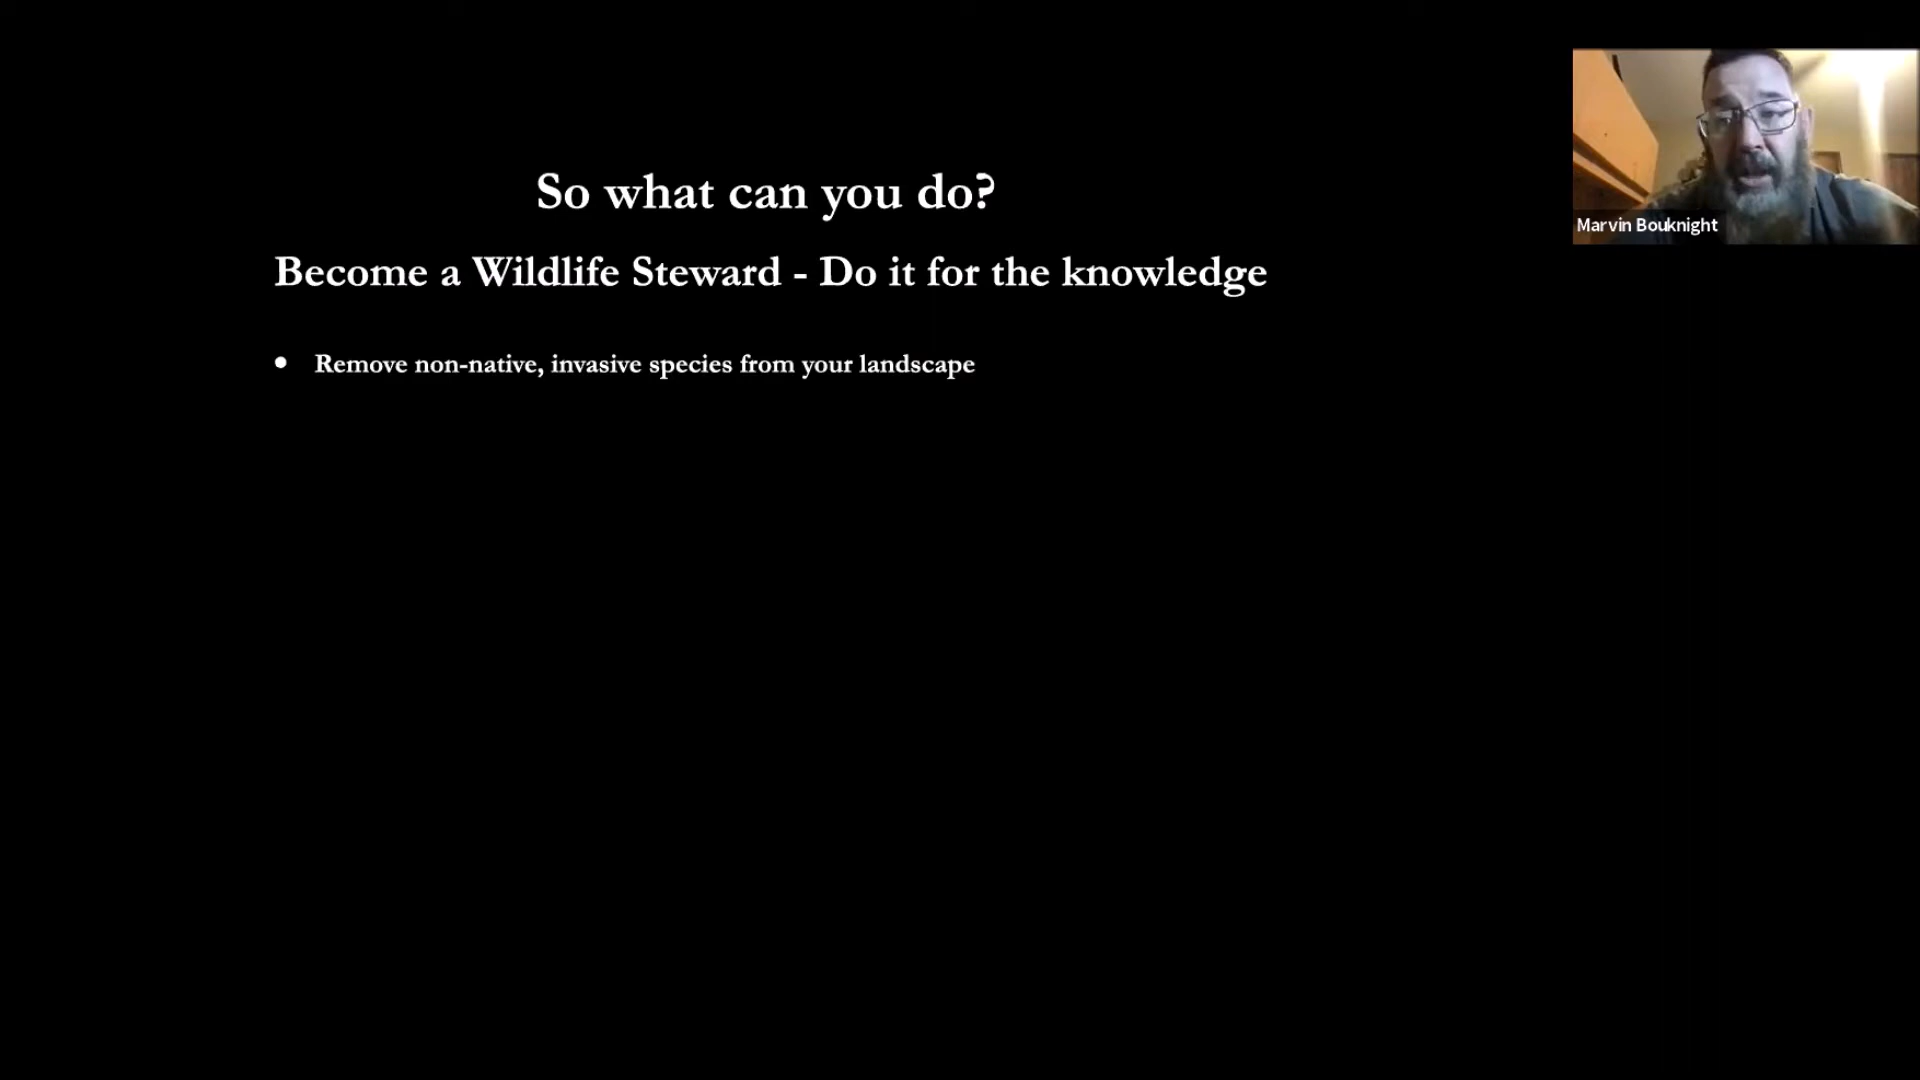 So what can you do?
Become a Wildlife Steward - Do it for the knowledge
• Remove non-native, invasive species from your landscape
Marvin Bouknight